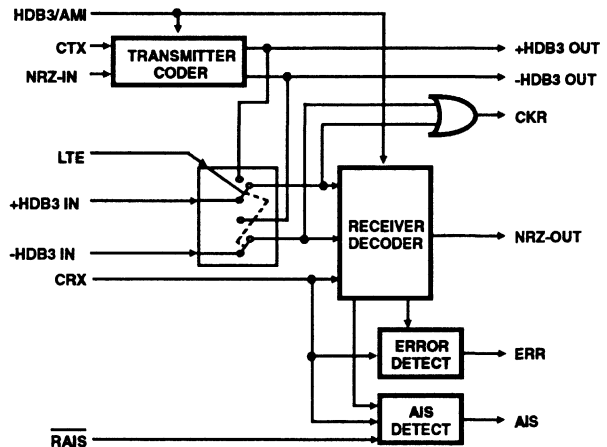 HDB3/AMI
CTX
TRANSMITTER
CODER
+HDB3 OUT
NRZ-IN
-HDB3 OUT
CKR
LTE
+HDB3 IN
RECEIVER
DECODER
NRZ-OUT
-HDB3 IN
CRX
ERROR
DETECT
ERR
AIS
DETECT
AIS
RAIS